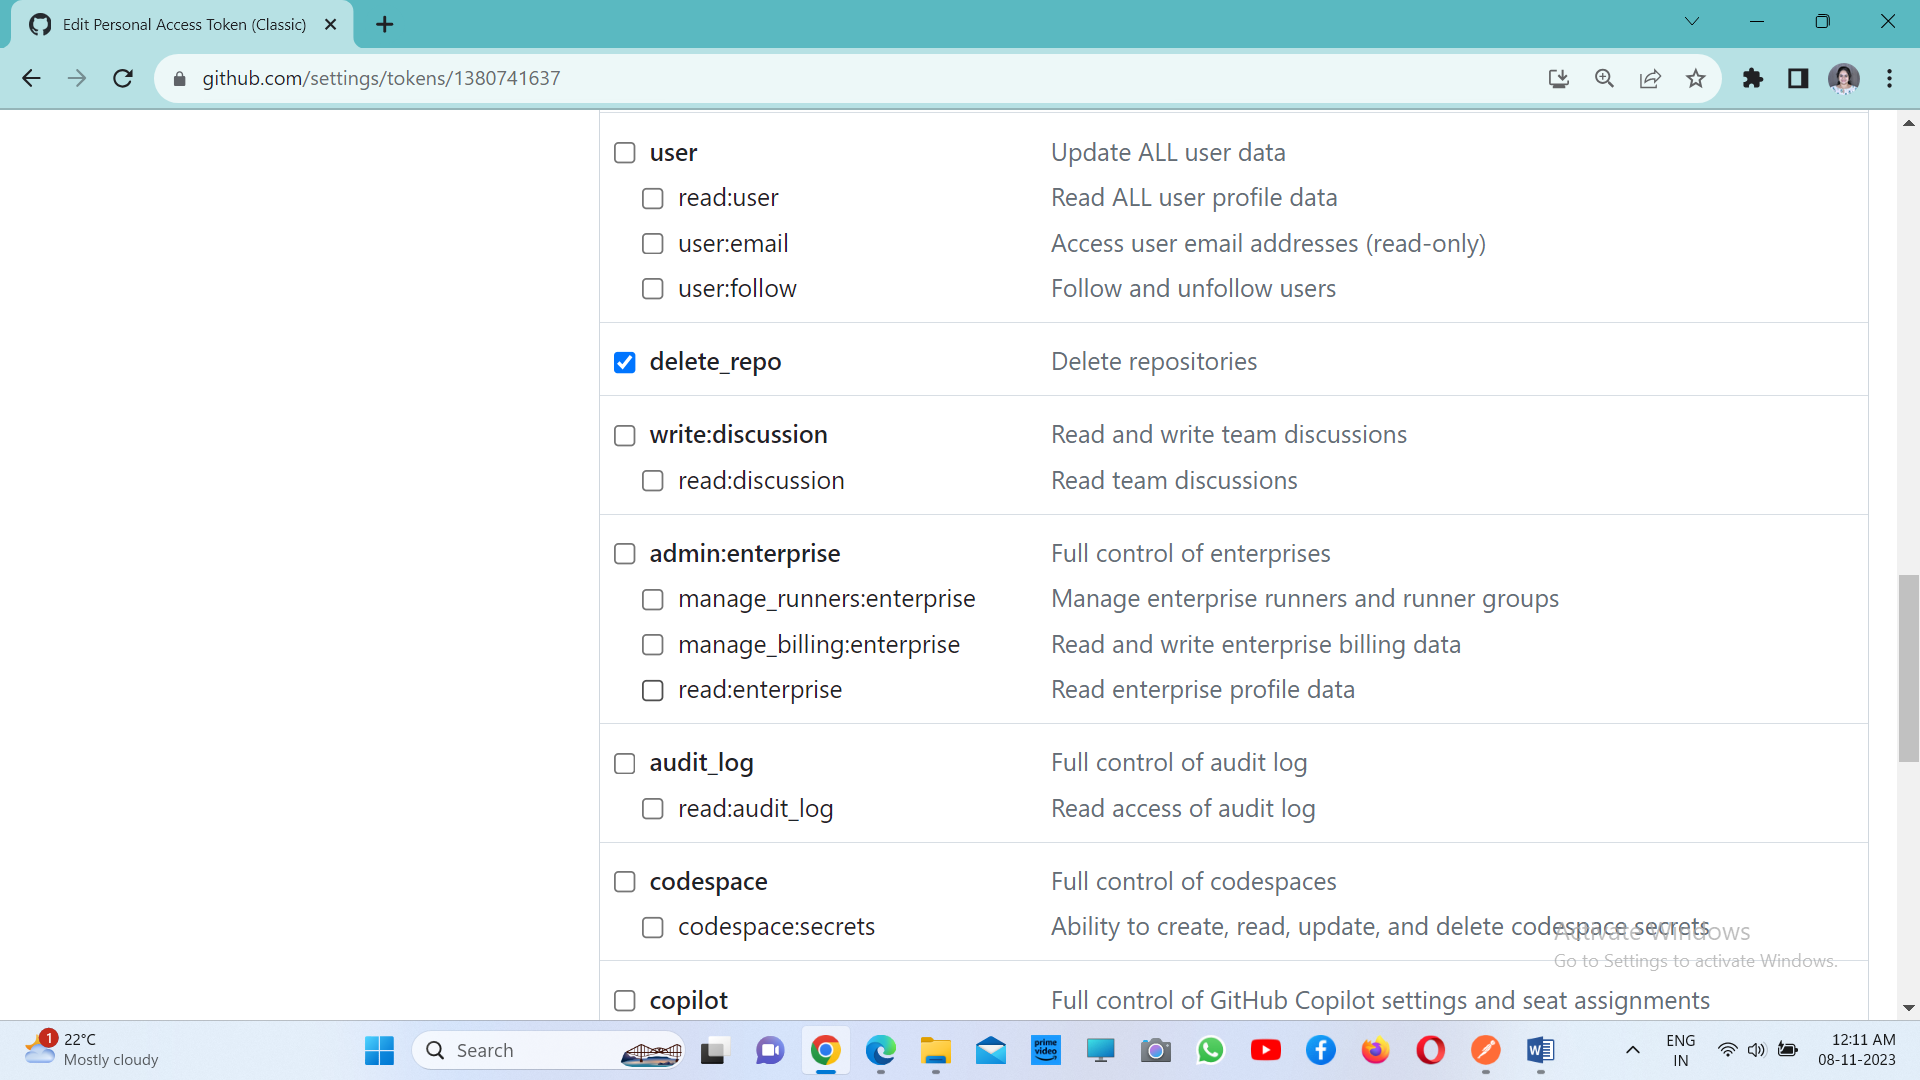 Edit Personal Access Token (Classic)
github.com/settings/tokens/1380741637
user Update ALL user data
read:user Read ALL user profile data
user:email Access user email addresses (read-only)
user:follow Follow and unfollow users
delete_repo Delete repositories
write:discussion Read and write team discussions
read:discussion Read team discussions
admin:enterprise Full control of enterprises
manage_runners:enterprise Manage enterprise runners and runner groups
manage_billing:enterprise Read and write enterprise billing data
read:enterprise Read enterprise profile data
audit_log Full control of audit log
read:audit_log Read access of audit log
codespace Full control of codespaces
codespace:secrets Ability to create, read, update, and delete codespace secrets
Activate Windows
Go to Settings to activate Windows.
copilot Full control of GitHub Copilot settings and seat assignments
1 22°C
Mostly cloudy
Search
prime video
ENG
IN
12:11 AM
08-11-2023